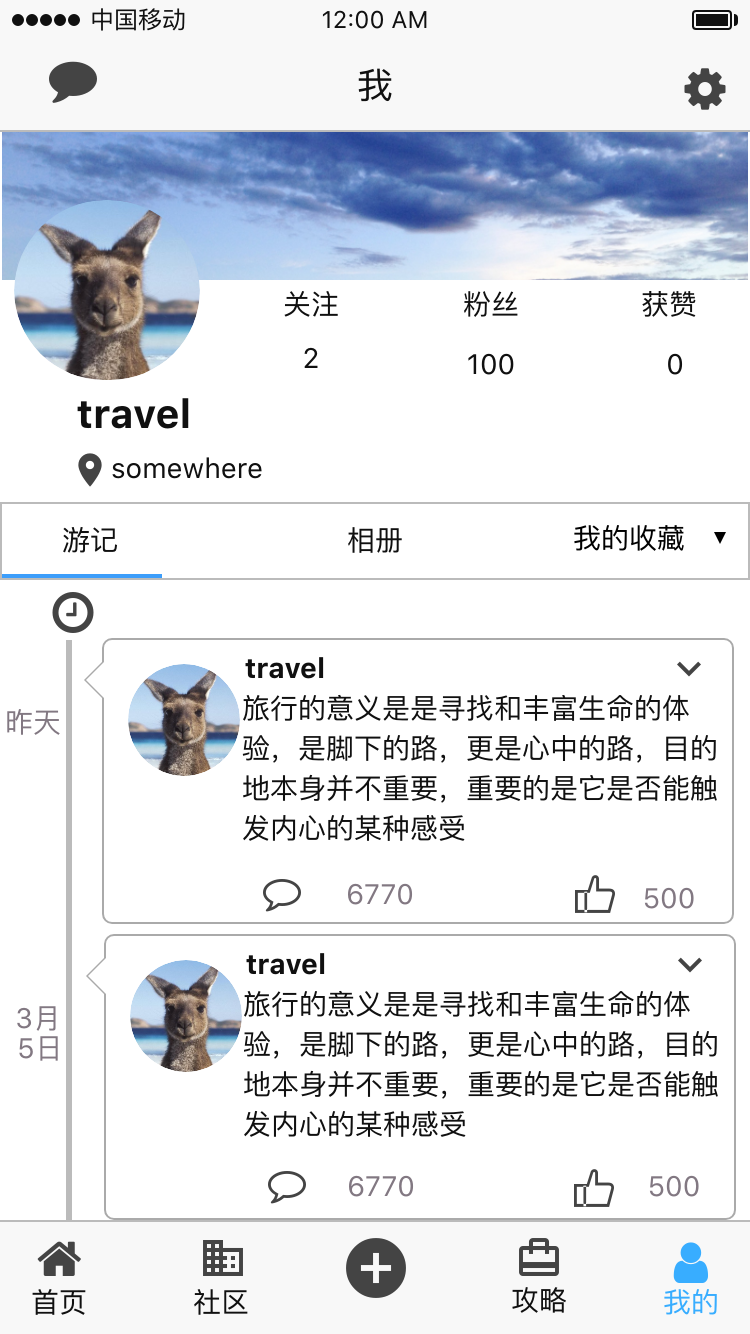 中国移动 12:00 AM
我
关注 粉丝 获赞
2 100 0
travel
somewhere
游记 相册 我的收藏
travel
昨天
旅行的意义是是寻找和丰富生命的体
验，是脚下的路，更是心中的路，目的
地本身并不重要，重要的是它是否能触
发内心的某种感受
6770 500
travel
3月
5日
旅行的意义是是寻找和丰富生命的体
验，是脚下的路，更是心中的路，目的
地本身并不重要，重要的是它是否能触
发内心的某种感受
6770 500
首页 社区 攻略 我的